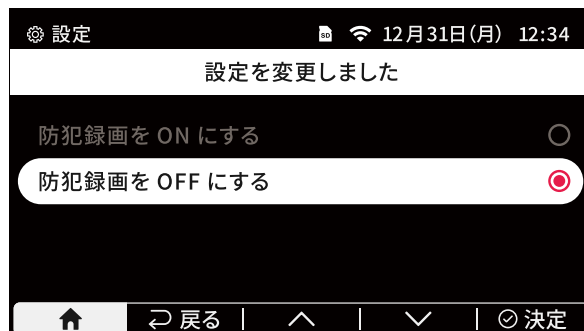 設定 SD 12月31日(月) 12:34
設定を変更しました
防犯録画を ON にする
防犯録画を OFF にする
戻る 決定